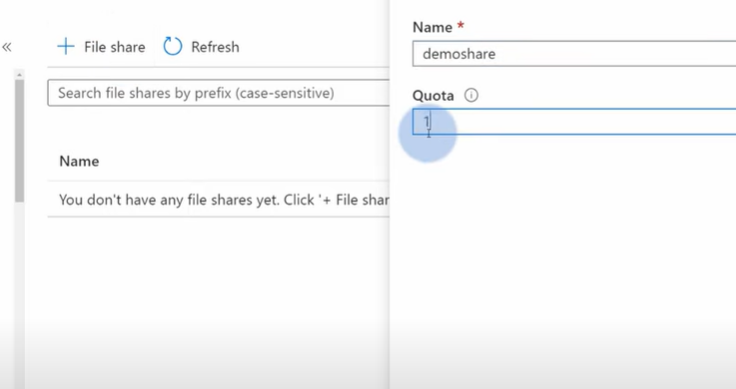 «
+ File share Refresh
Search file shares by prefix (case-sensitive)
Name
You don't have any file shares yet. Click '+ File shar
Name *
demoshare
Quota
1